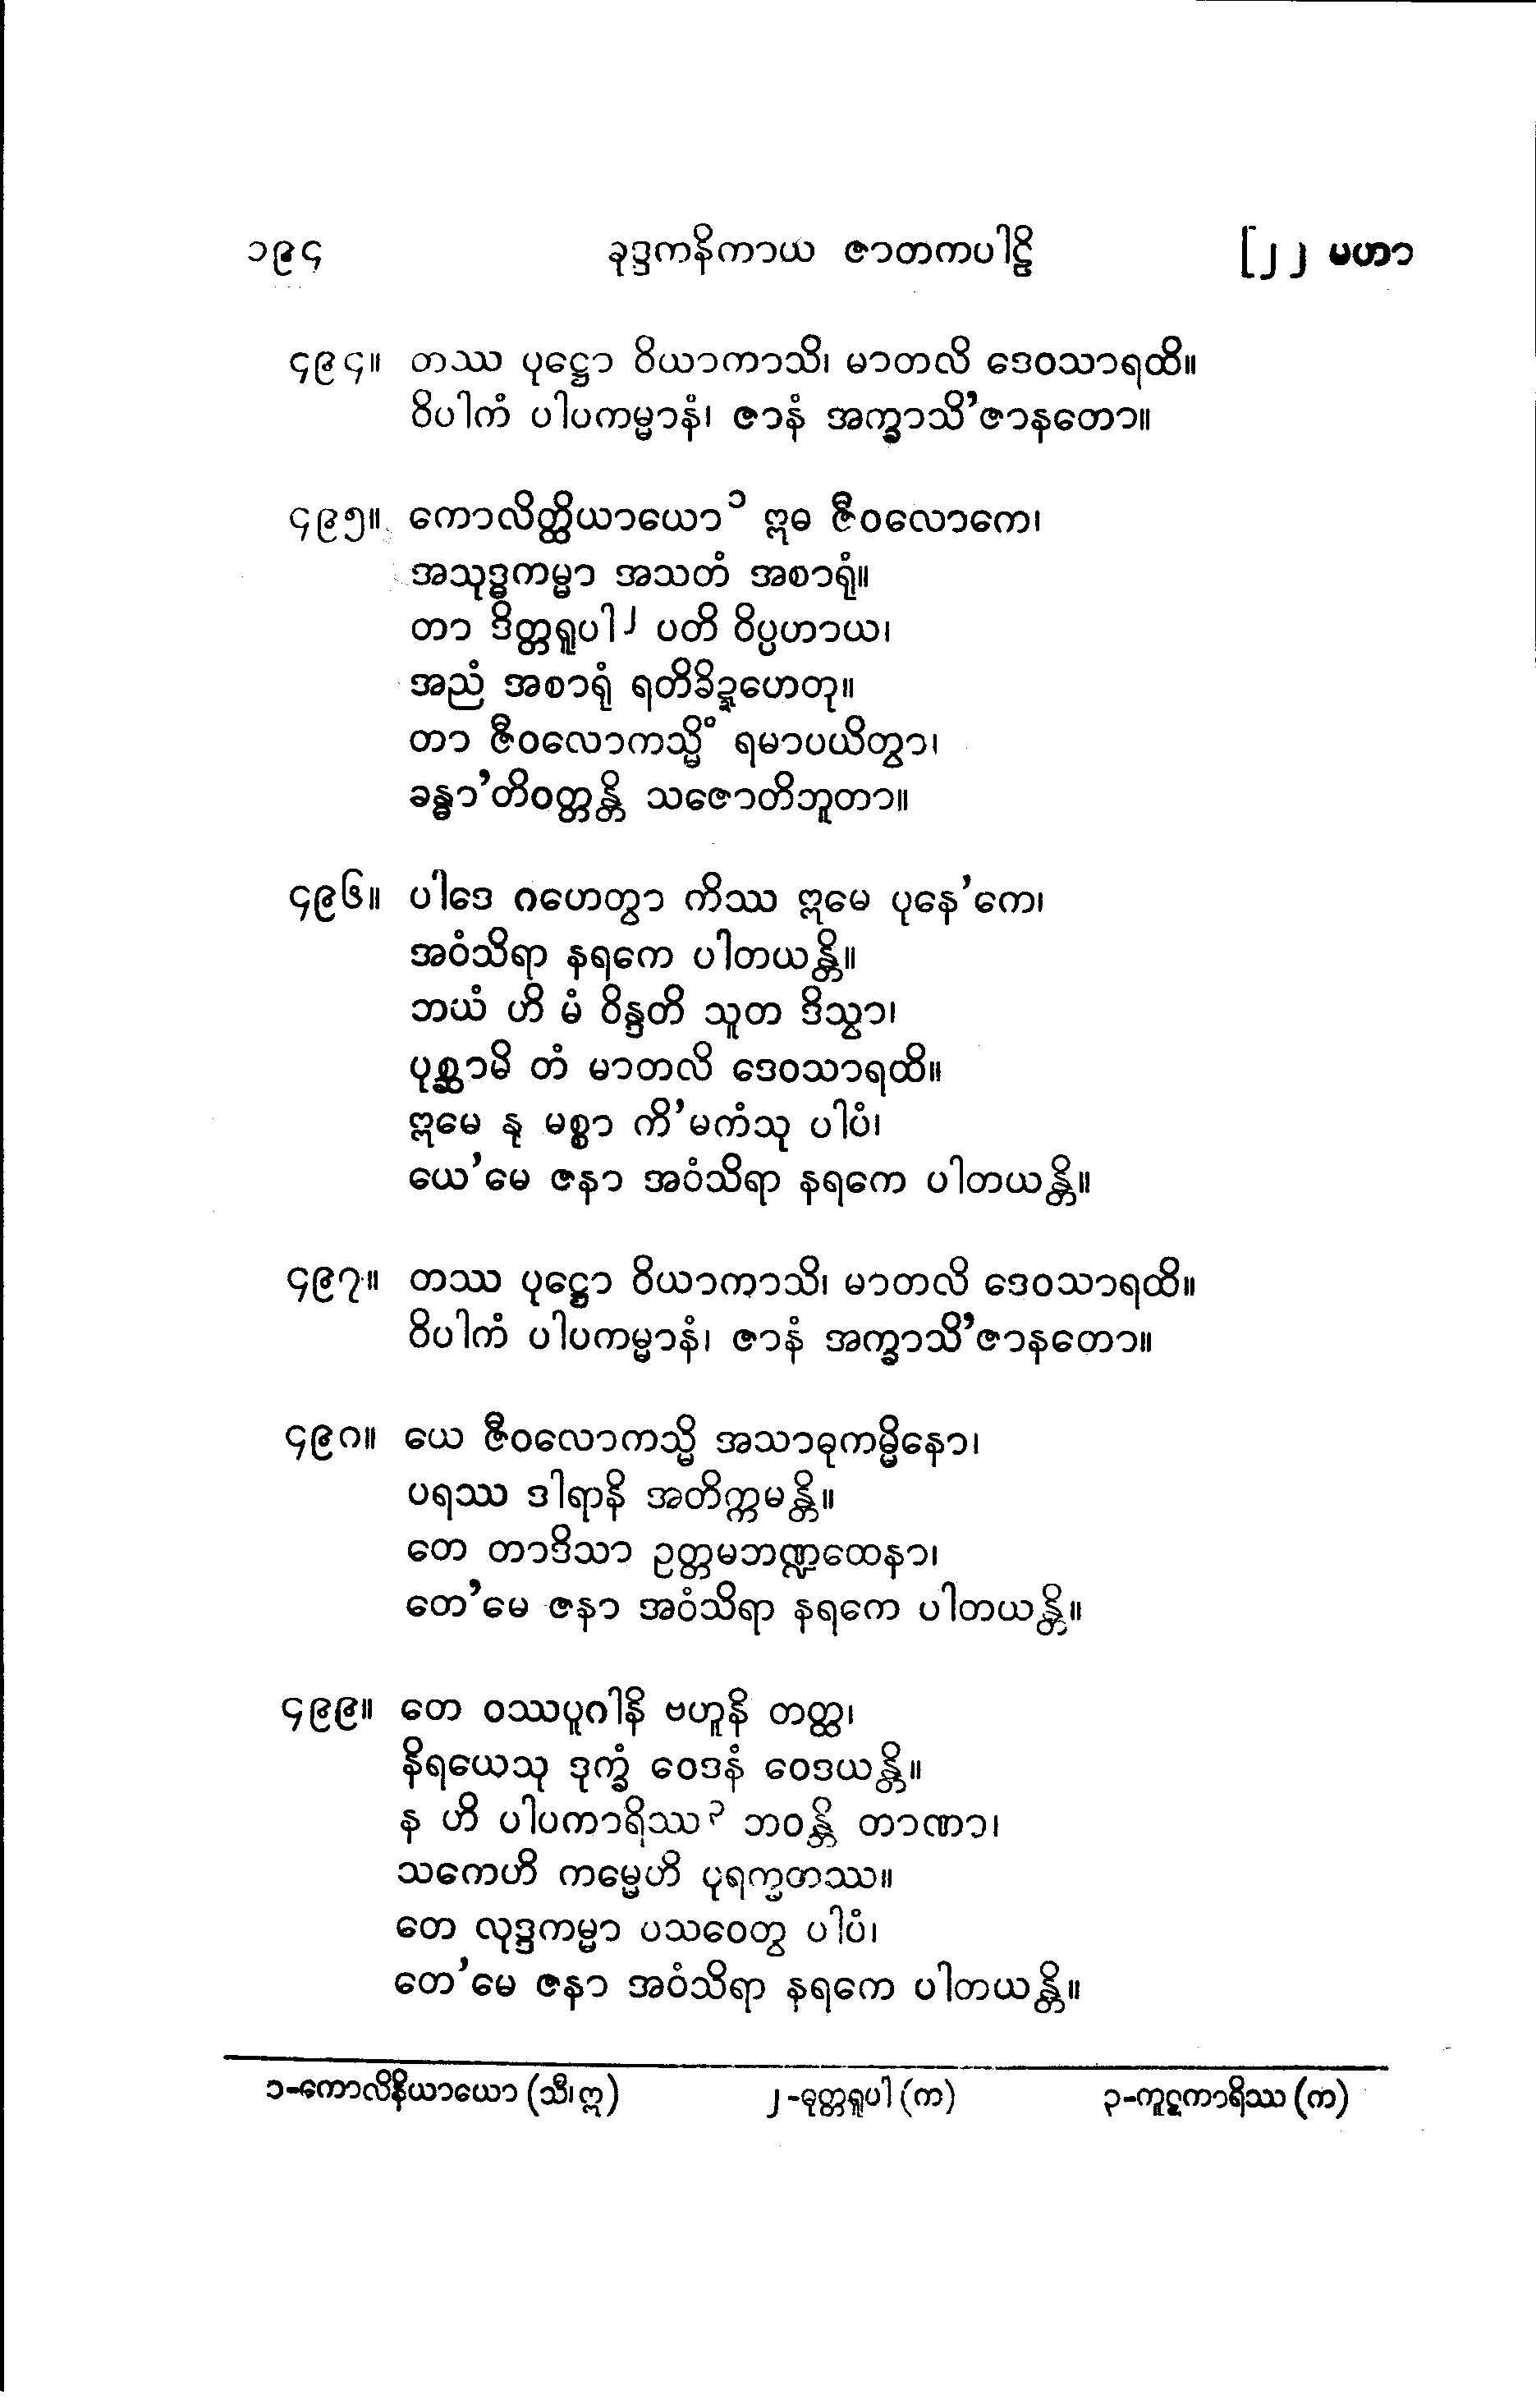 ၁၉၄ ခုဒ္ဒကနိကာယ ဇာတကပါဠိ [၂၂ မဟာ
၄၉၄။ တဿ ပုဋ္ဌော ဝိယာကာသိ၊ မာတလိ ဒေဝသာရထိ။
ဝိပါကံ ပါပကမ္မာနံ၊ ဇာနံ အက္ခာသိ’ဇာနတော။
၄၉၅။ ကောလိတ္ထိယာယော၁ ဣဓ ဇီဝလောကေ၊
အသုဒ္ဓကမ္မာ အသတံ အစာရုံ။
တာ ဒိတ္တရူပါ၂ ပတိ ဝိပ္ပဟာယ၊
အညံ အစာရုံ ရတိခိဍ္ဍဟေတု။
တာ ဇီဝလောကသ္မိံ ရမာပယိတွာ၊
ခန္ဓာ’တိဝတ္တန္တိ သဇောတိဘူတာ။
၄၉၆။ ပါဒေ ဂဟေတွာ ကိဿ ဣမေ ပုနေ’ကေ၊
အဝံသိရာ နရကေ ပါတယန္တိ။
ဘယံ ဟိ မံ ဝိန္ဒတိ သူတ ဒိသွာ၊
ပုစ္ဆာမိ တံ မာတလိ ဒေဝသာရထိ။
ဣမေ နု မစ္စာ ကိ’မကံသု ပါပံ၊
ယေ’မေ ဇနာ အဝံသိရာ နရကေ ပါတယန္တိ။
၄၉၇။ တဿ ပုဋ္ဌော ဝိယာကာသိ၊ မာတလိ ဒေဝသာရထိ။
ဝိပါကံ ပါပကမ္မာနံ၊ ဇာနံ အက္ခာသိ’ဇာနတော။
၄၉၈။ ယေ ဇီဝလောကသ္မိ အသာဓုကမ္မိနော၊
ပရဿ ဒါရာနိ အတိက္ကမန္တိ။
တေ တာဒိသာ ဥတ္တမဘဏ္ဍထေနာ၊
တေ’မေ ဇနာ အဝံသိရာ နရကေ ပါတယန္တိ။
၄၉၉။ တေ ဝဿပူဂါနိ ဗဟူနိ တတ္ထ၊
နိရယေသု ဒုက္ခံ ဝေဒနံ ဝေဒယန္တိ။
န ဟိ ပါပကာရိဿ၃ ဘဝန္တိ တာဏာ၊
သကေဟိ ကမ္မေဟိ ပုရက္ခတဿ။
တေ လုဒ္ဒကမ္မာ ပသဝေတွ ပါပံ၊
တေ’မေ ဇနာ အဝံသိရာ နရကေ ပါတယန္တိ။
၁-ကောလိနိယာယော (သီ၊ ဣ) ၂-ဓုတ္တရူပါ (က) ၃-ကူဋကာရိဿ (က)